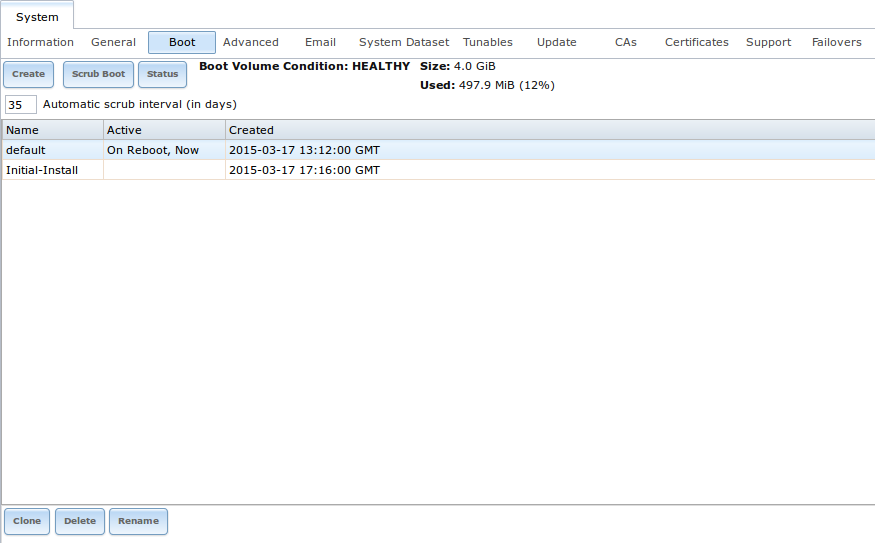 System
Information General Boot Advanced Email System Dataset Tunables Update CAs Certificates Support Failovers
Create Scrub Boot Status Boot Volume Condition: HEALTHY Size: 4.0 GiB
Used: 497.9 MiB (12%)
35 Automatic scrub interval (in days)
Name Active Created
default On Reboot, Now 2015-03-17 13:12:00 GMT
Initial-Install 2015-03-17 17:16:00 GMT
Clone Delete Rename